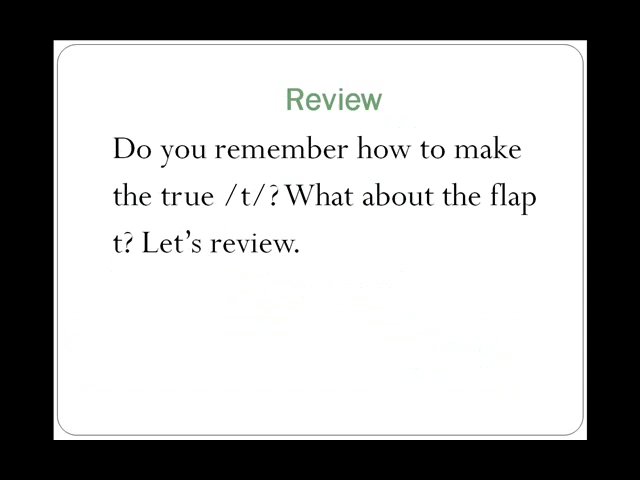 Review
Do you remember how to make
the true /t/? What about the flap
t? Let’s review.